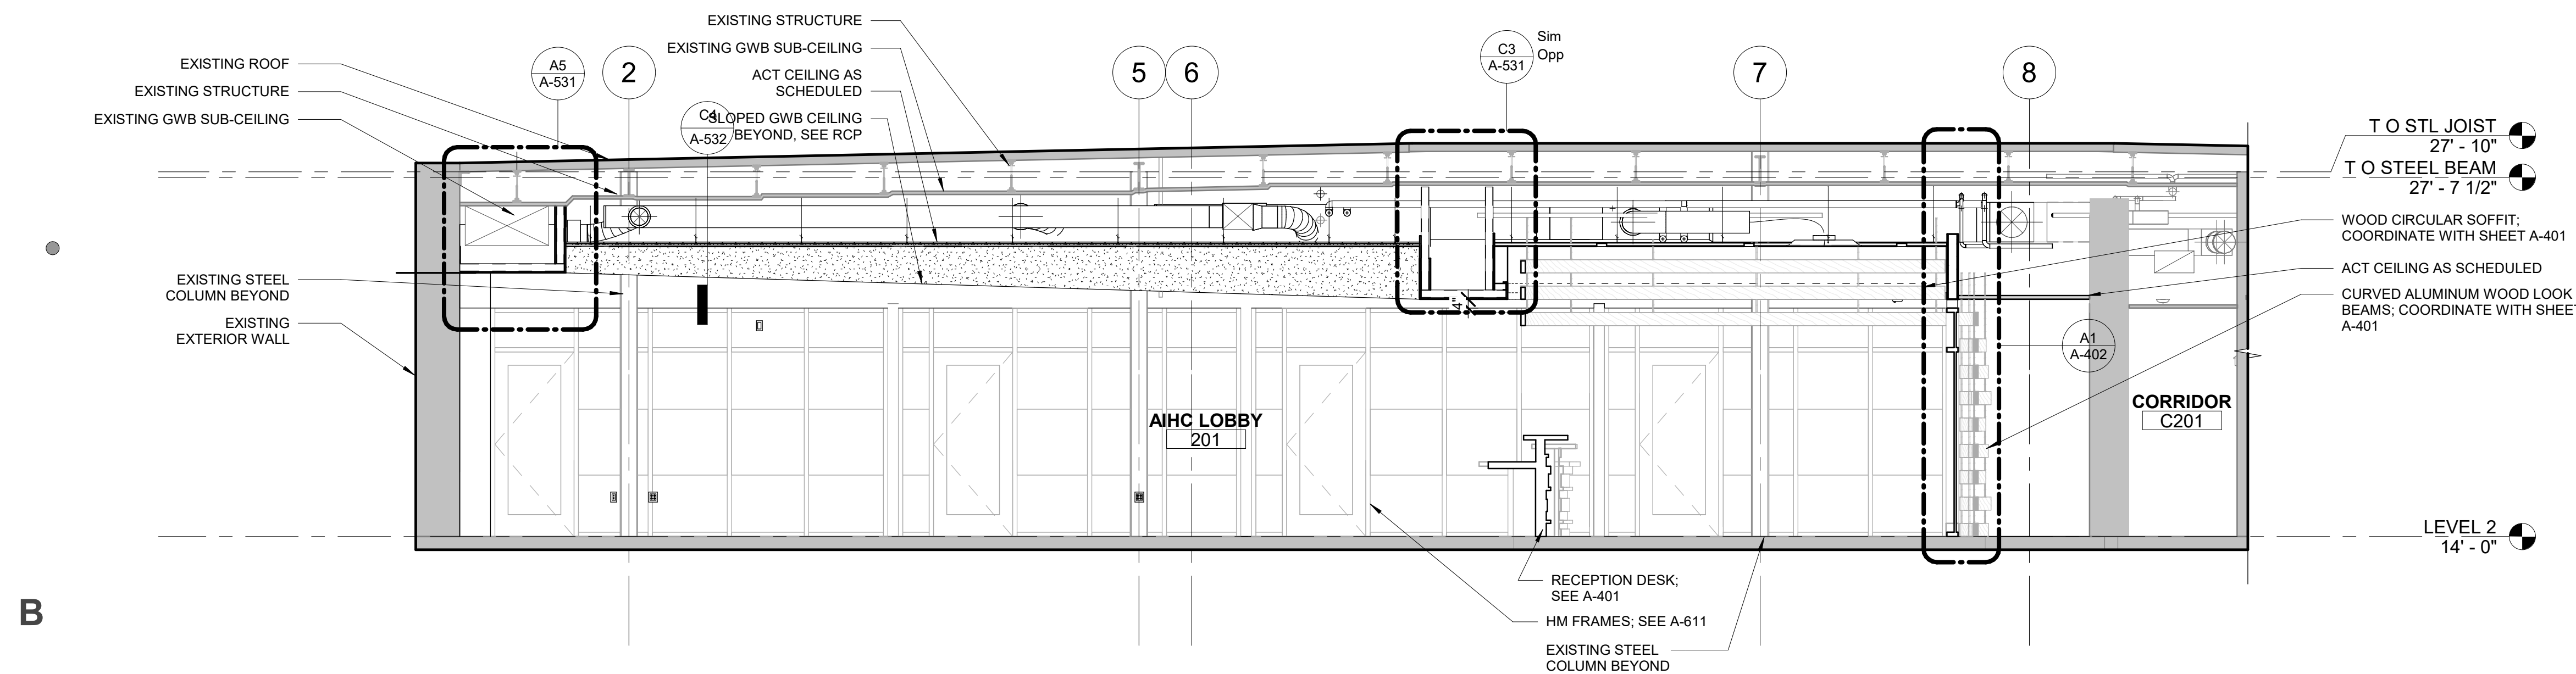 EXISTING STRUCTURE
EXISTING GWB SUB-CEILING
ACT CEILING AS
SCHEDULED
SLOPED GWB CEILING
BEYOND, SEE RCP
EXISTING ROOF
EXISTING STRUCTURE
EXISTING GWB SUB-CEILING
A5
A-531
2
C4
A-532
5
6
C3
A-531
Sim
Opp
7
8
T O STL JOIST
27' - 10"
T O STEEL BEAM
27' - 7 1/2"
WOOD CIRCULAR SOFFIT;
COORDINATE WITH SHEET A-401
ACT CEILING AS SCHEDULED
CURVED ALUMINUM WOOD LOOK
BEAMS; COORDINATE WITH SHEET
A-401
EXISTING STEEL
COLUMN BEYOND
EXISTING
EXTERIOR WALL
4"
A1
A-402
AIHC LOBBY
201
CORRIDOR
C201
LEVEL 2
14' - 0"
RECEPTION DESK;
SEE A-401
HM FRAMES; SEE A-611
EXISTING STEEL
COLUMN BEYOND
B